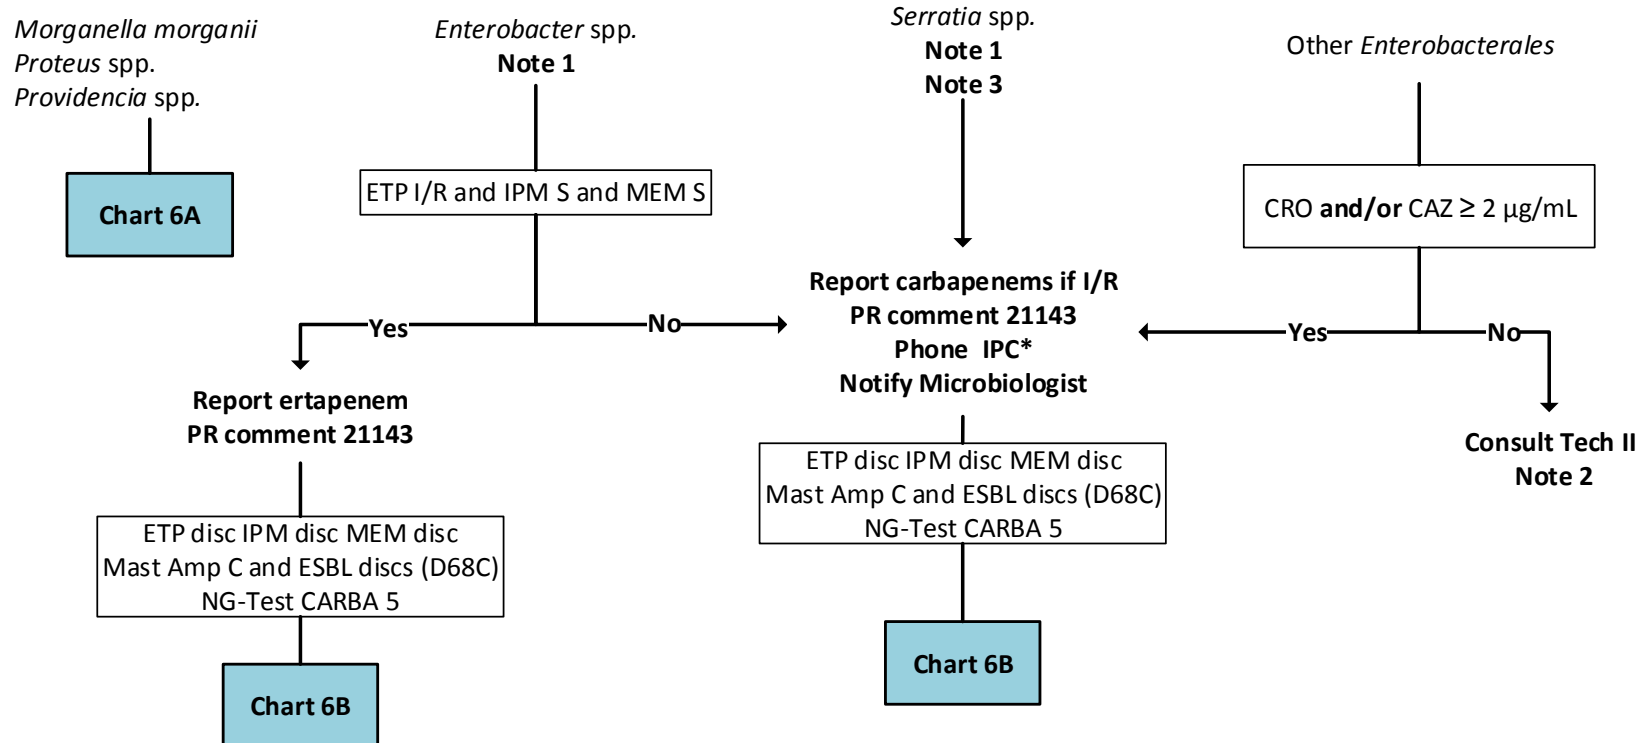 Morganella morganii
Proteus spp.
Providencia spp.
Chart 6A
Enterobacter spp.
Note 1
ETP I/R and IPM S and MEM S
Yes
No
Report ertapenem
PR comment 21143
ETP disc IPM disc MEM disc
Mast Amp C and ESBL discs (D68C)
NG-Test CARBA 5
Chart 6B
Serratia spp.
Note 1
Note 3
Report carbapenems if I/R
PR comment 21143
Phone IPC*
Notify Microbiologist
ETP disc IPM disc MEM disc
Mast Amp C and ESBL discs (D68C)
NG-Test CARBA 5
Chart 6B
Other Enterobacterales
CRO and/or CAZ ≥ 2 µg/mL
Yes
No
Consult Tech II
Note 2